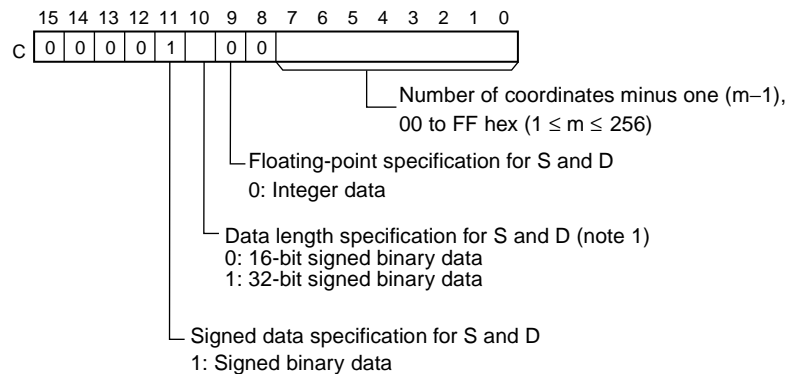 15 14 13 12 11 10 9 8 7 6 5 4 3 2 1 0
C 0 0 0 0 1 0 0
Number of coordinates minus one (m−1),
00 to FF hex (1 ≤ m ≤ 256)
Floating-point specification for S and D
0: Integer data
Data length specification for S and D (note 1)
0: 16-bit signed binary data
1: 32-bit signed binary data
Signed data specification for S and D
1: Signed binary data